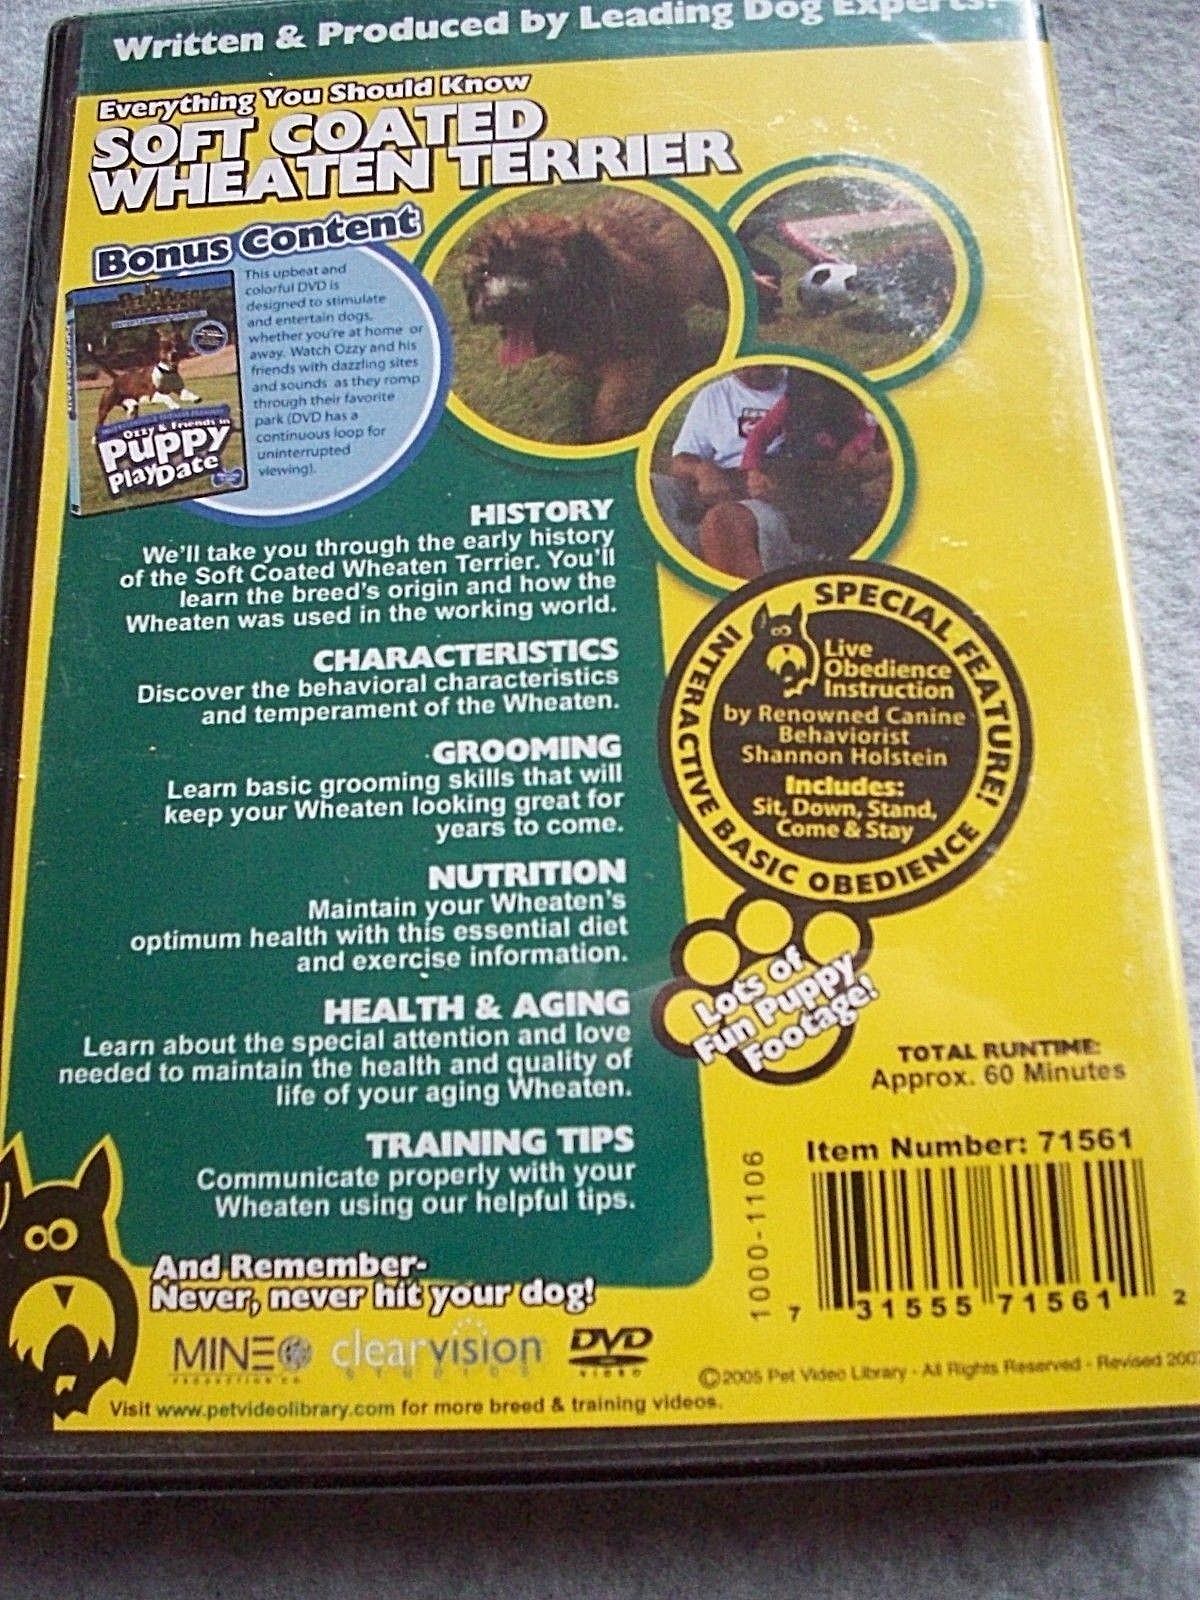 Written & Produced by Leading Dog Experts!
Everything You Should Know
SOFT COATED
WHEATEN TERRIER
Bonus Content
This upbeat and
colorful DVD is
designed to stimulate
and entertain dogs,
whether you're at home or
away. Watch Ozzy and his
friends with dazzling sites
and sounds as they romp
through their favorite
park (DVD has a
continuous loop for
uninterrupted
viewing).
Ozzy & Friends in
Puppy
PlayDate
HISTORY
We'll take you through the early history
of the Soft Coated Wheaten Terrier. You'll
learn the breed's origin and how the
Wheaten was used in the working world.
CHARACTERISTICS
Discover the behavioral characteristics
and temperament of the Wheaten.
GROOMING
Learn basic grooming skills that will
keep your Wheaten looking great for
years to come.
NUTRITION
Maintain your Wheaten's
optimum health with this essential diet
and exercise information.
HEALTH & AGING
Learn about the special attention and love
needed to maintain the health and quality of
life of your aging Wheaten.
TRAINING TIPS
Communicate properly with your
Wheaten using our helpful tips.
And Remember-
Never, never hit your dog!
SPECIAL FEATURE!
INTERACTIVE BASIC OBEDIENCE
Live
Obedience
Instruction
by Renowned Canine
Behaviorist
Shannon Holstein
Includes:
Sit, Down, Stand,
Come & Stay
Lots of
Fun Puppy
Footage!
TOTAL RUNTIME:
Approx. 60 Minutes
Item Number: 71561
1000-1106
7 31555 71561 2
MINEO
PRODUCTION CO.
clearvision
STUDIOS
DVD
VIDEO
©2005 Pet Video Library - All Rights Reserved - Revised
Visit www.petvideolibrary.com for more breed & training videos.